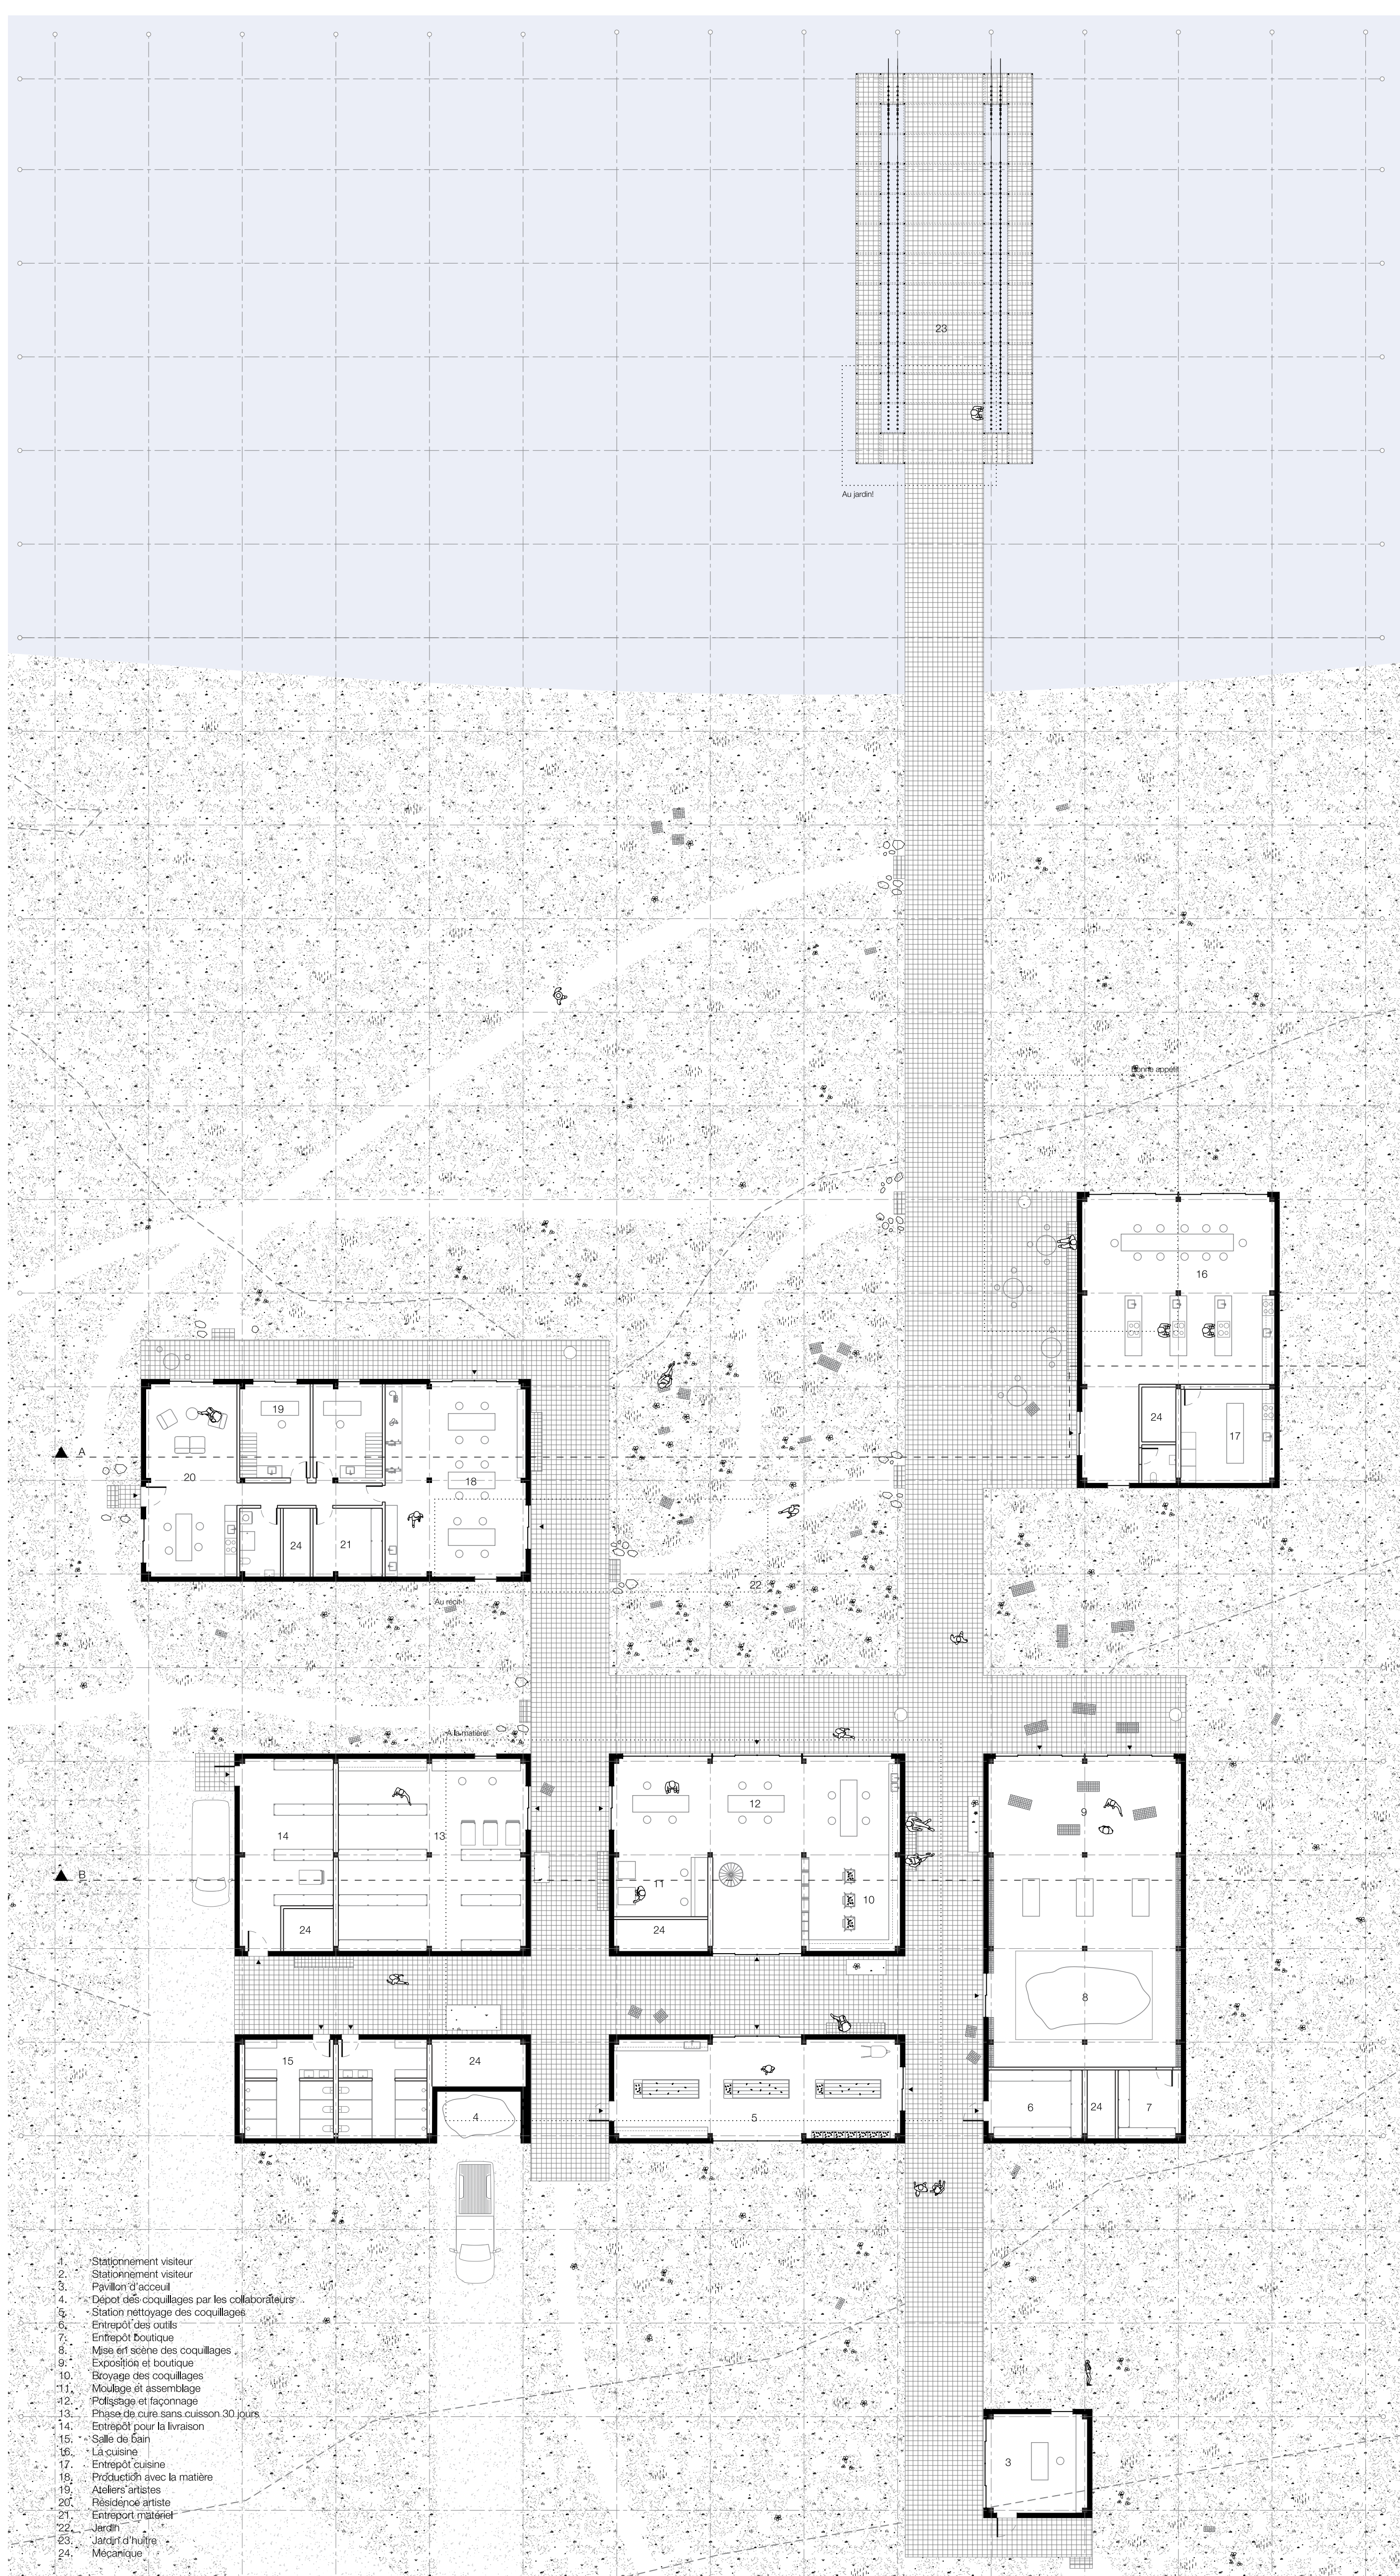 23
Au jardin!
Bonne appétit
16
24
17
19
A
20
18
24
21
22
Au récit!
À la matière!
12
14
13
9
B
11
10
24
24
8
15
24
4
5
6
24
7
3
1. Stationnement visiteur
2. Stationnement visiteur
3. Pavillon d'acceuil
4. Dépot des coquillages par les collaborateurs
5. Station nettoyage des coquillages
6. Entrepôt des outils
7. Entrepôt boutique
8. Mise en scène des coquillages
9. Exposition et boutique
10. Broyage des coquillages
11. Moulage et assemblage
12. Polissage et façonnage
13. Phase de cure sans cuisson 30 jours
14. Entrepôt pour la livraison
15. Salle de bain
16. La cuisine
17. Entrepôt cuisine
18. Production avec la matière
19. Ateliers artistes
20. Résidence artiste
21. Entreport matériel
22. Jardin
23. Jardin d'huître
24. Mécanique